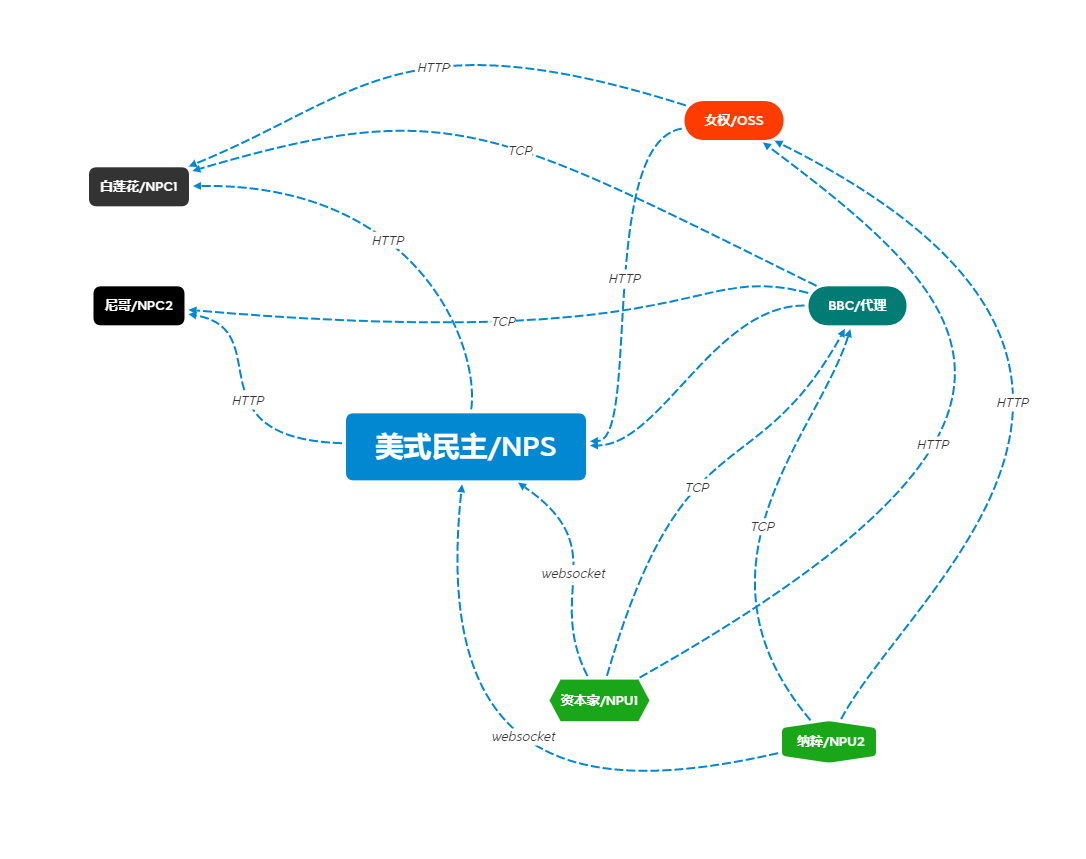 HTTP
女权/OSS
TCP
白莲花/NPC1
HTTP
HTTP
尼哥/NPC2
BBC/代理
TCP
HTTP
HTTP
美式民主/NPS
HTTP
TCP
TCP
websocket
资本家/NPU1
websocket
纳粹/NPU2